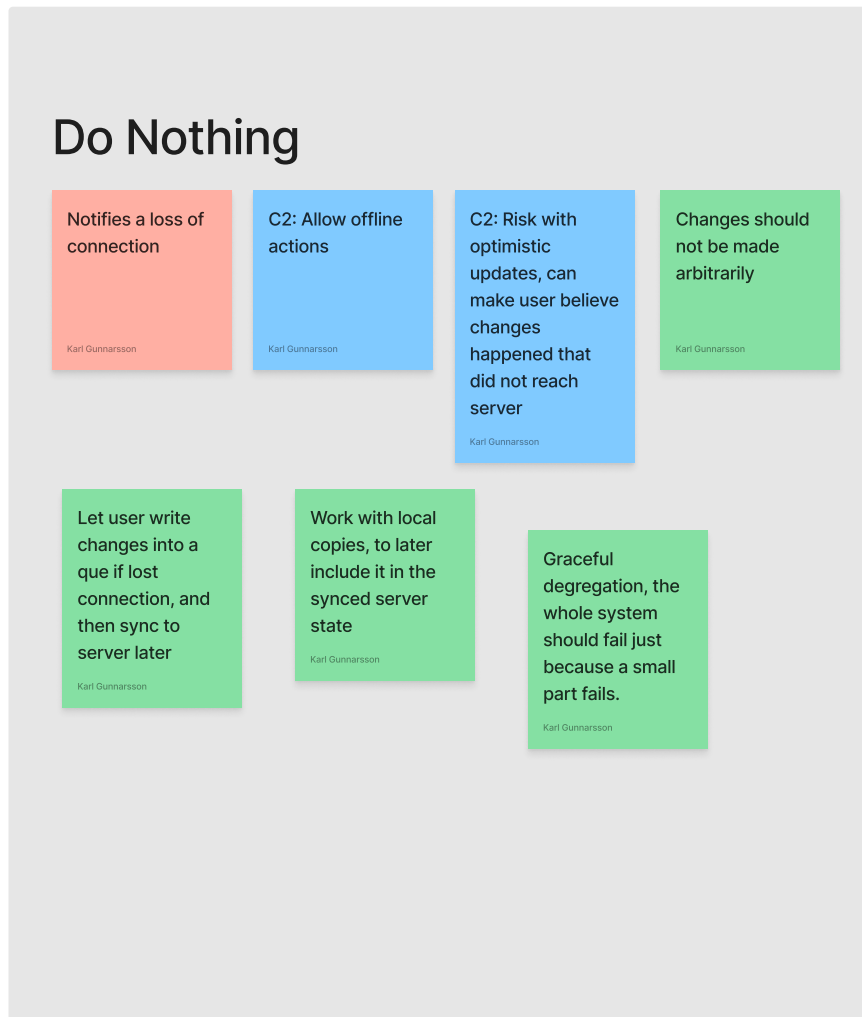 Do Nothing
Notifies a loss of
connection
Karl Gunnarsson
C2: Allow offline
actions
Karl Gunnarsson
C2: Risk with
optimistic
updates, can
make user believe
changes
happened that
did not reach
server
Karl Gunnarsson
Changes should
not be made
arbitrarily
Karl Gunnarsson
Let user write
changes into a
que if lost
connection, and
then sync to
server later
Karl Gunnarsson
Work with local
copies, to later
include it in the
synced server
state
Karl Gunnarsson
Graceful
degregation, the
whole system
should fail just
because a small
part fails.
Karl Gunnarsson